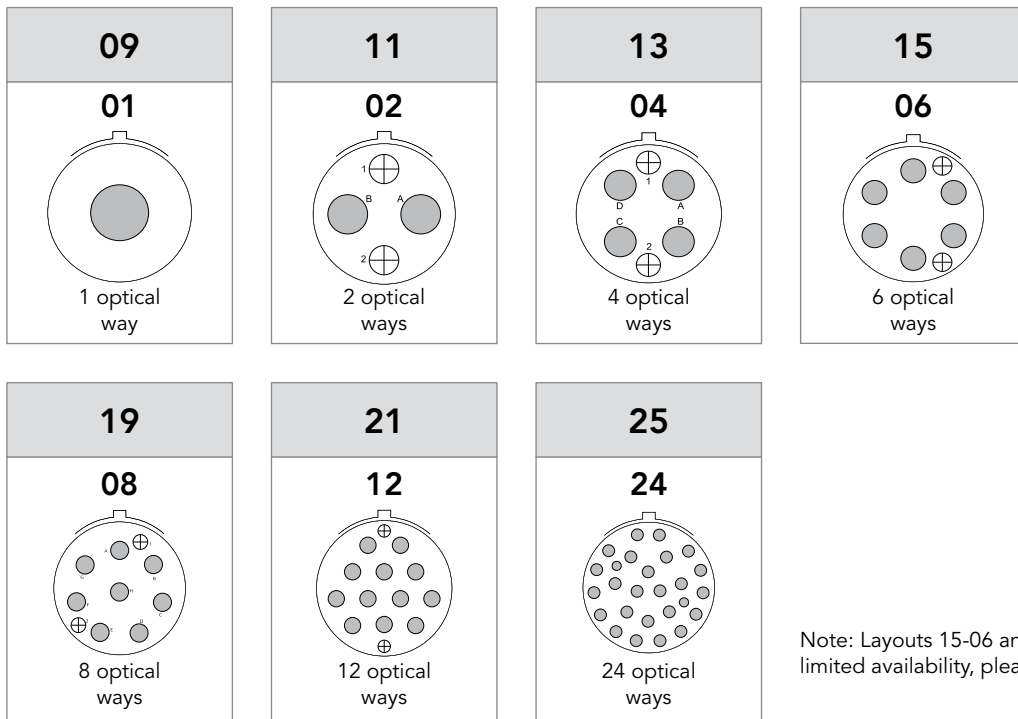 09
01
1 optical
way
11
02
1
B A
2
2 optical
ways
13
04
1
D A
C B
2
4 optical
ways
15
06
6 optical
ways
19
08
A 1
G B
H
F C
2
E D
8 optical
ways
21
12
12 optical
ways
25
24
24 optical
ways
Note: Layouts 15-06 an
limited availability, plea